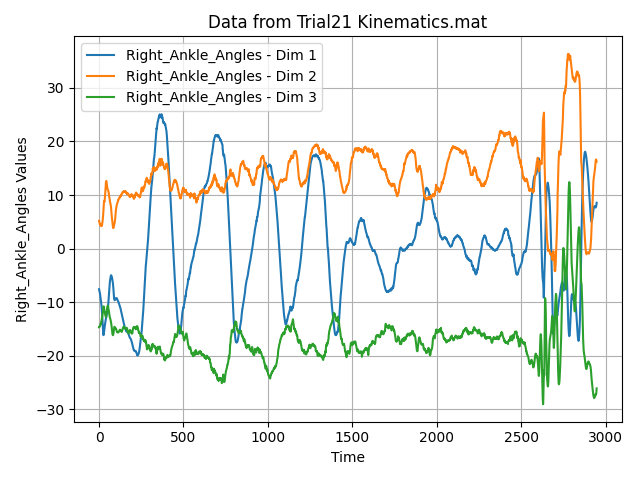 Data from Trial21 Kinematics.mat
Right_Ankle_Angles - Dim 1
Right_Ankle_Angles - Dim 2
Right_Ankle_Angles - Dim 3
Right_Ankle_Angles Values
30
20
10
0
−10
−20
−30
0 500 1000 1500 2000 2500 3000
Time